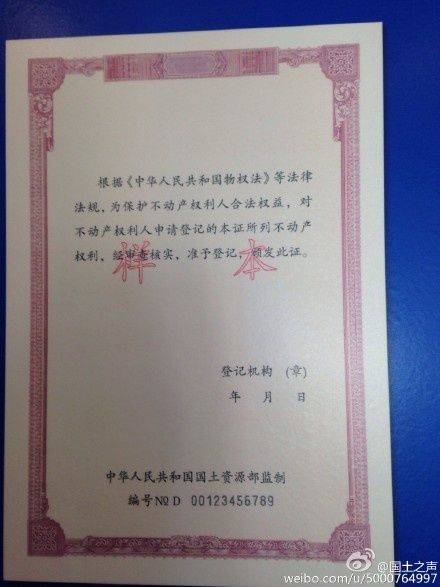 根据《中华人民共和国物权法》等法律
法规，为保护不动产权利人合法权益，对
不动产权利人申请登记的本证所列不动产
权利，经审查核实，准予登记，颁发此证。
样 本
登记机构 (章)
年 月 日
中华人民共和国国土资源部监制
编号№ D 00123456789
@国土之声
weibo.com/u/5000764997